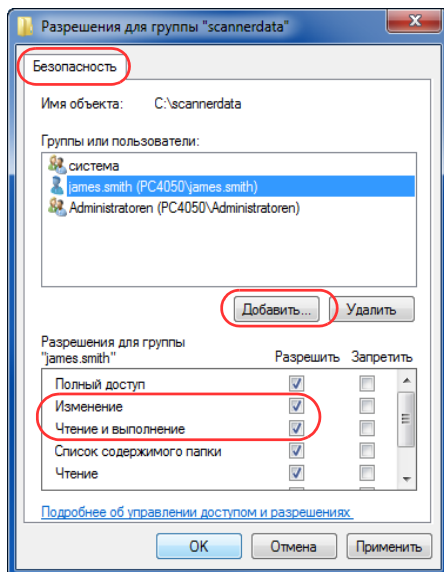 Разрешения для группы "scannerdata"
Безопасность
Имя объекта: C:\scannerdata
Группы или пользователи:
система
james.smith (PC4050\james.smith)
Administratoren (PC4050\Administratoren)
Добавить... Удалить
Разрешения для группы
"james.smith" Разрешить Запретить
Полный доступ
Изменение
Чтение и выполнение
Список содержимого папки
Чтение
Подробнее об управлении доступом и разрешениях
OK Отмена Применить